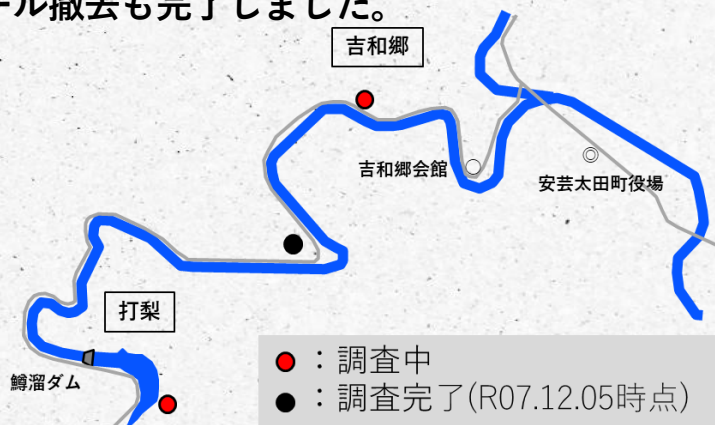 ール撤去も完了しました。
吉和郷
吉和郷会館
安芸太田町役場
打梨
鱒溜ダム
：調査中
：調査完了(R07.12.05時点)